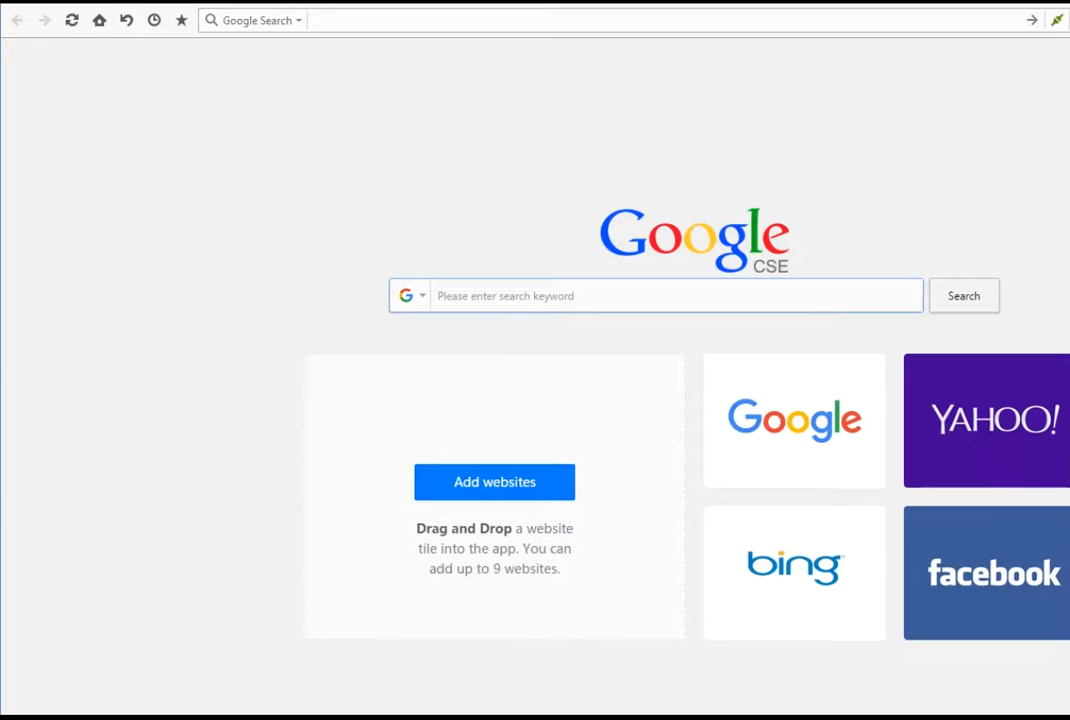 Google Search
Google
CSE
Please enter search keyword
Search
Google
YAHOO!
Add websites
Drag and Drop a website
tile into the app. You can
add up to 9 websites.
bing
facebook